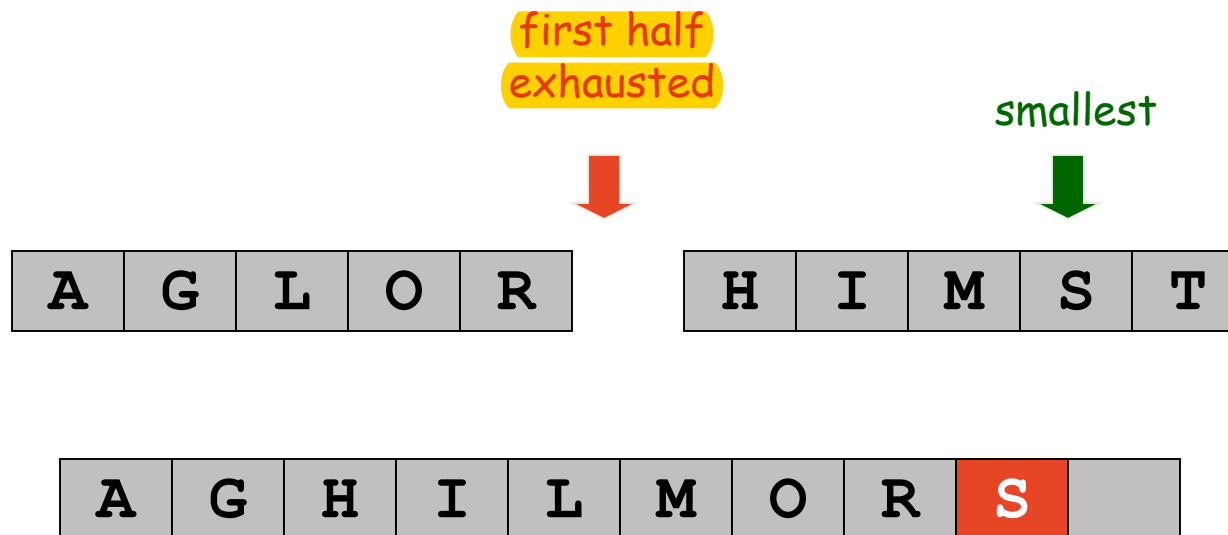 first half
exhausted
smallest
A G L O R H I M S T
A G H I L M O R S